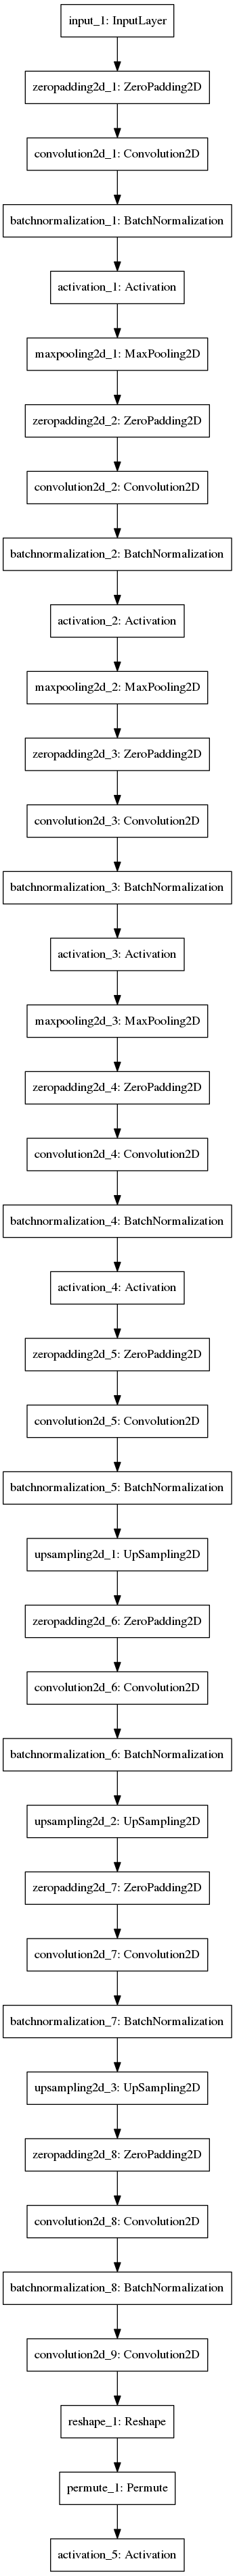 input_1: InputLayer
zeropadding2d_1: ZeroPadding2D
convolution2d_1: Convolution2D
batchnormalization_1: BatchNormalization
activation_1: Activation
maxpooling2d_1: MaxPooling2D
zeropadding2d_2: ZeroPadding2D
convolution2d_2: Convolution2D
batchnormalization_2: BatchNormalization
activation_2: Activation
maxpooling2d_2: MaxPooling2D
zeropadding2d_3: ZeroPadding2D
convolution2d_3: Convolution2D
batchnormalization_3: BatchNormalization
activation_3: Activation
maxpooling2d_3: MaxPooling2D
zeropadding2d_4: ZeroPadding2D
convolution2d_4: Convolution2D
batchnormalization_4: BatchNormalization
activation_4: Activation
zeropadding2d_5: ZeroPadding2D
convolution2d_5: Convolution2D
batchnormalization_5: BatchNormalization
upsampling2d_1: UpSampling2D
zeropadding2d_6: ZeroPadding2D
convolution2d_6: Convolution2D
batchnormalization_6: BatchNormalization
upsampling2d_2: UpSampling2D
zeropadding2d_7: ZeroPadding2D
convolution2d_7: Convolution2D
batchnormalization_7: BatchNormalization
upsampling2d_3: UpSampling2D
zeropadding2d_8: ZeroPadding2D
convolution2d_8: Convolution2D
batchnormalization_8: BatchNormalization
convolution2d_9: Convolution2D
reshape_1: Reshape
permute_1: Permute
activation_5: Activation